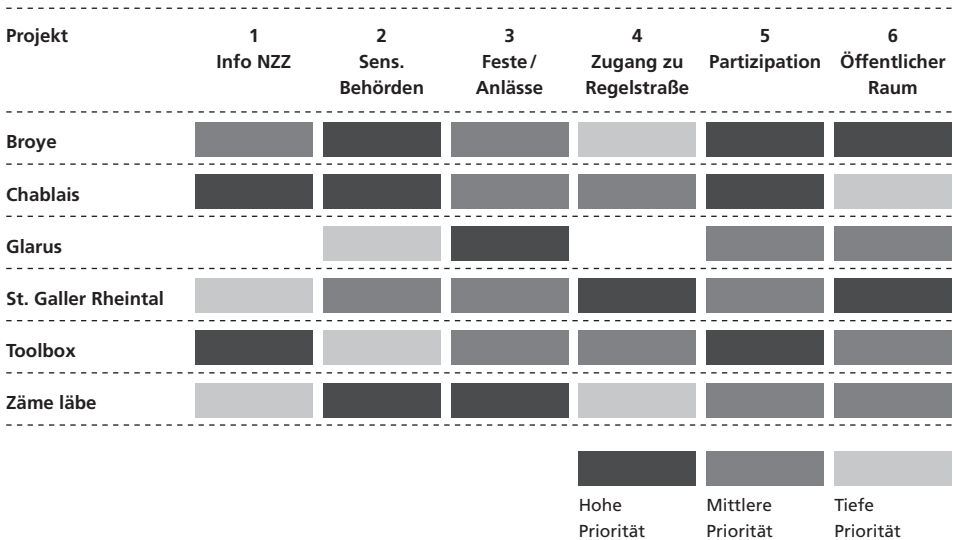 Projekt 1 2 3 4 5 6
Info NZZ Sens. Feste / Zugang zu Partizipation Öffentlicher
Behörden Anlässe Regelstraße Raum
Broye
Chablais
Glarus
St. Galler Rheintal
Toolbox
Zäme läbe
Hohe Mittlere Tiefe
Priorität Priorität Priorität